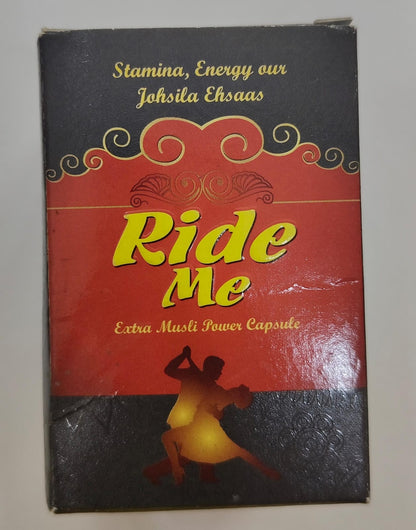 Stamina, Energy our
Johsila Ehsaas
Ride
Me
Extra Musli Power Capsule